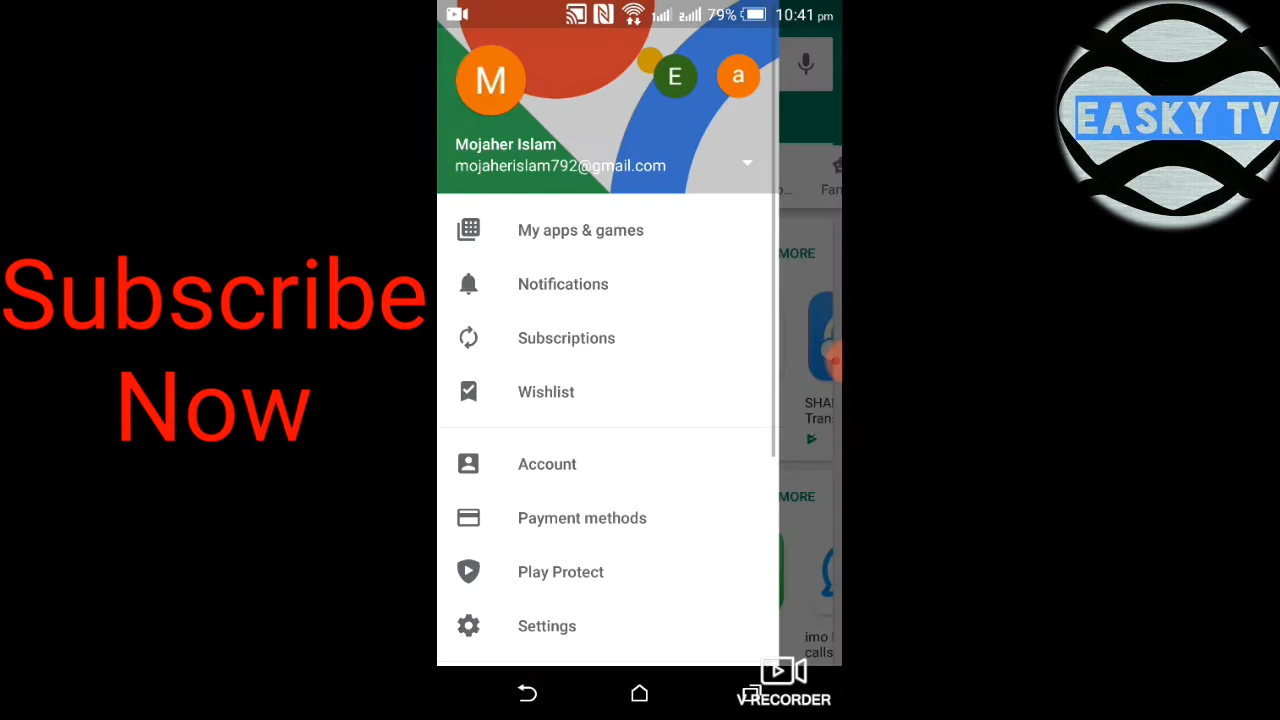 79% 10:41 pm
M
E
a
EASKY TV
Mojaher Islam
mojaherislam792@gmail.com
My apps & games
MORE
Notifications
Subscribe
Now
Subscriptions
Wishlist
Account
MORE
Payment methods
Play Protect
Settings
imo
calls
V RECORDER